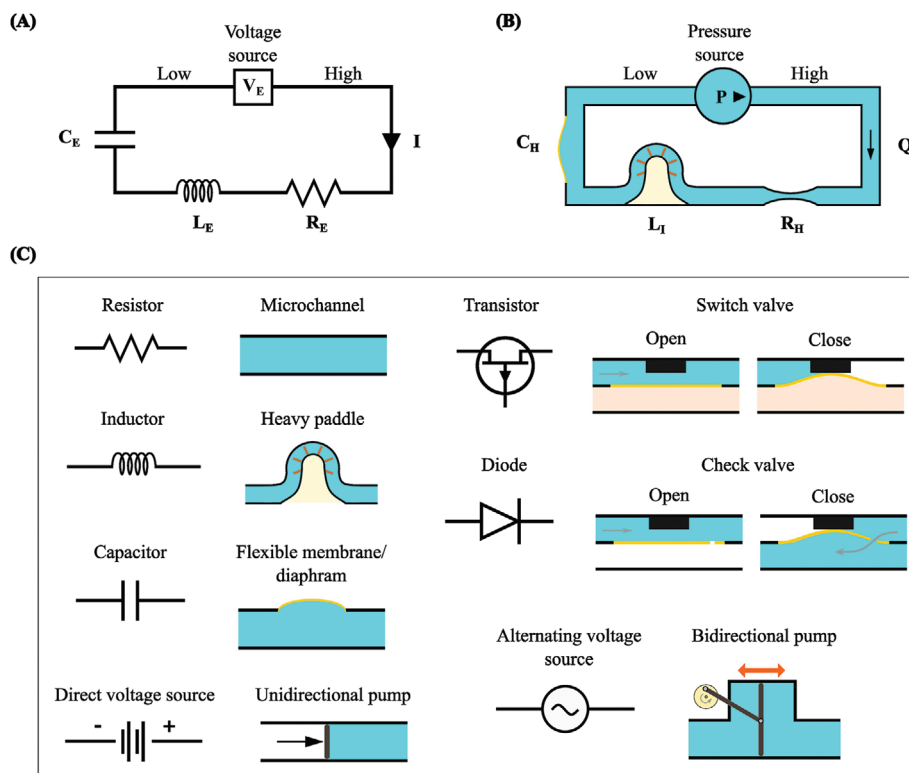 (A)
Voltage
source
Low
High
V_E
C_E
I
L_E
R_E
(B)
Pressure
source
Low
High
P
C_H
Q
L_I
R_H
(C)
Resistor
Microchannel
Inductor
Heavy paddle
Capacitor
Flexible membrane/
diaphram
Direct voltage source
- +
Unidirectional pump
Transistor
Switch valve
Open
Close
Diode
Check valve
Open
Close
Alternating voltage
source
Bidirectional pump